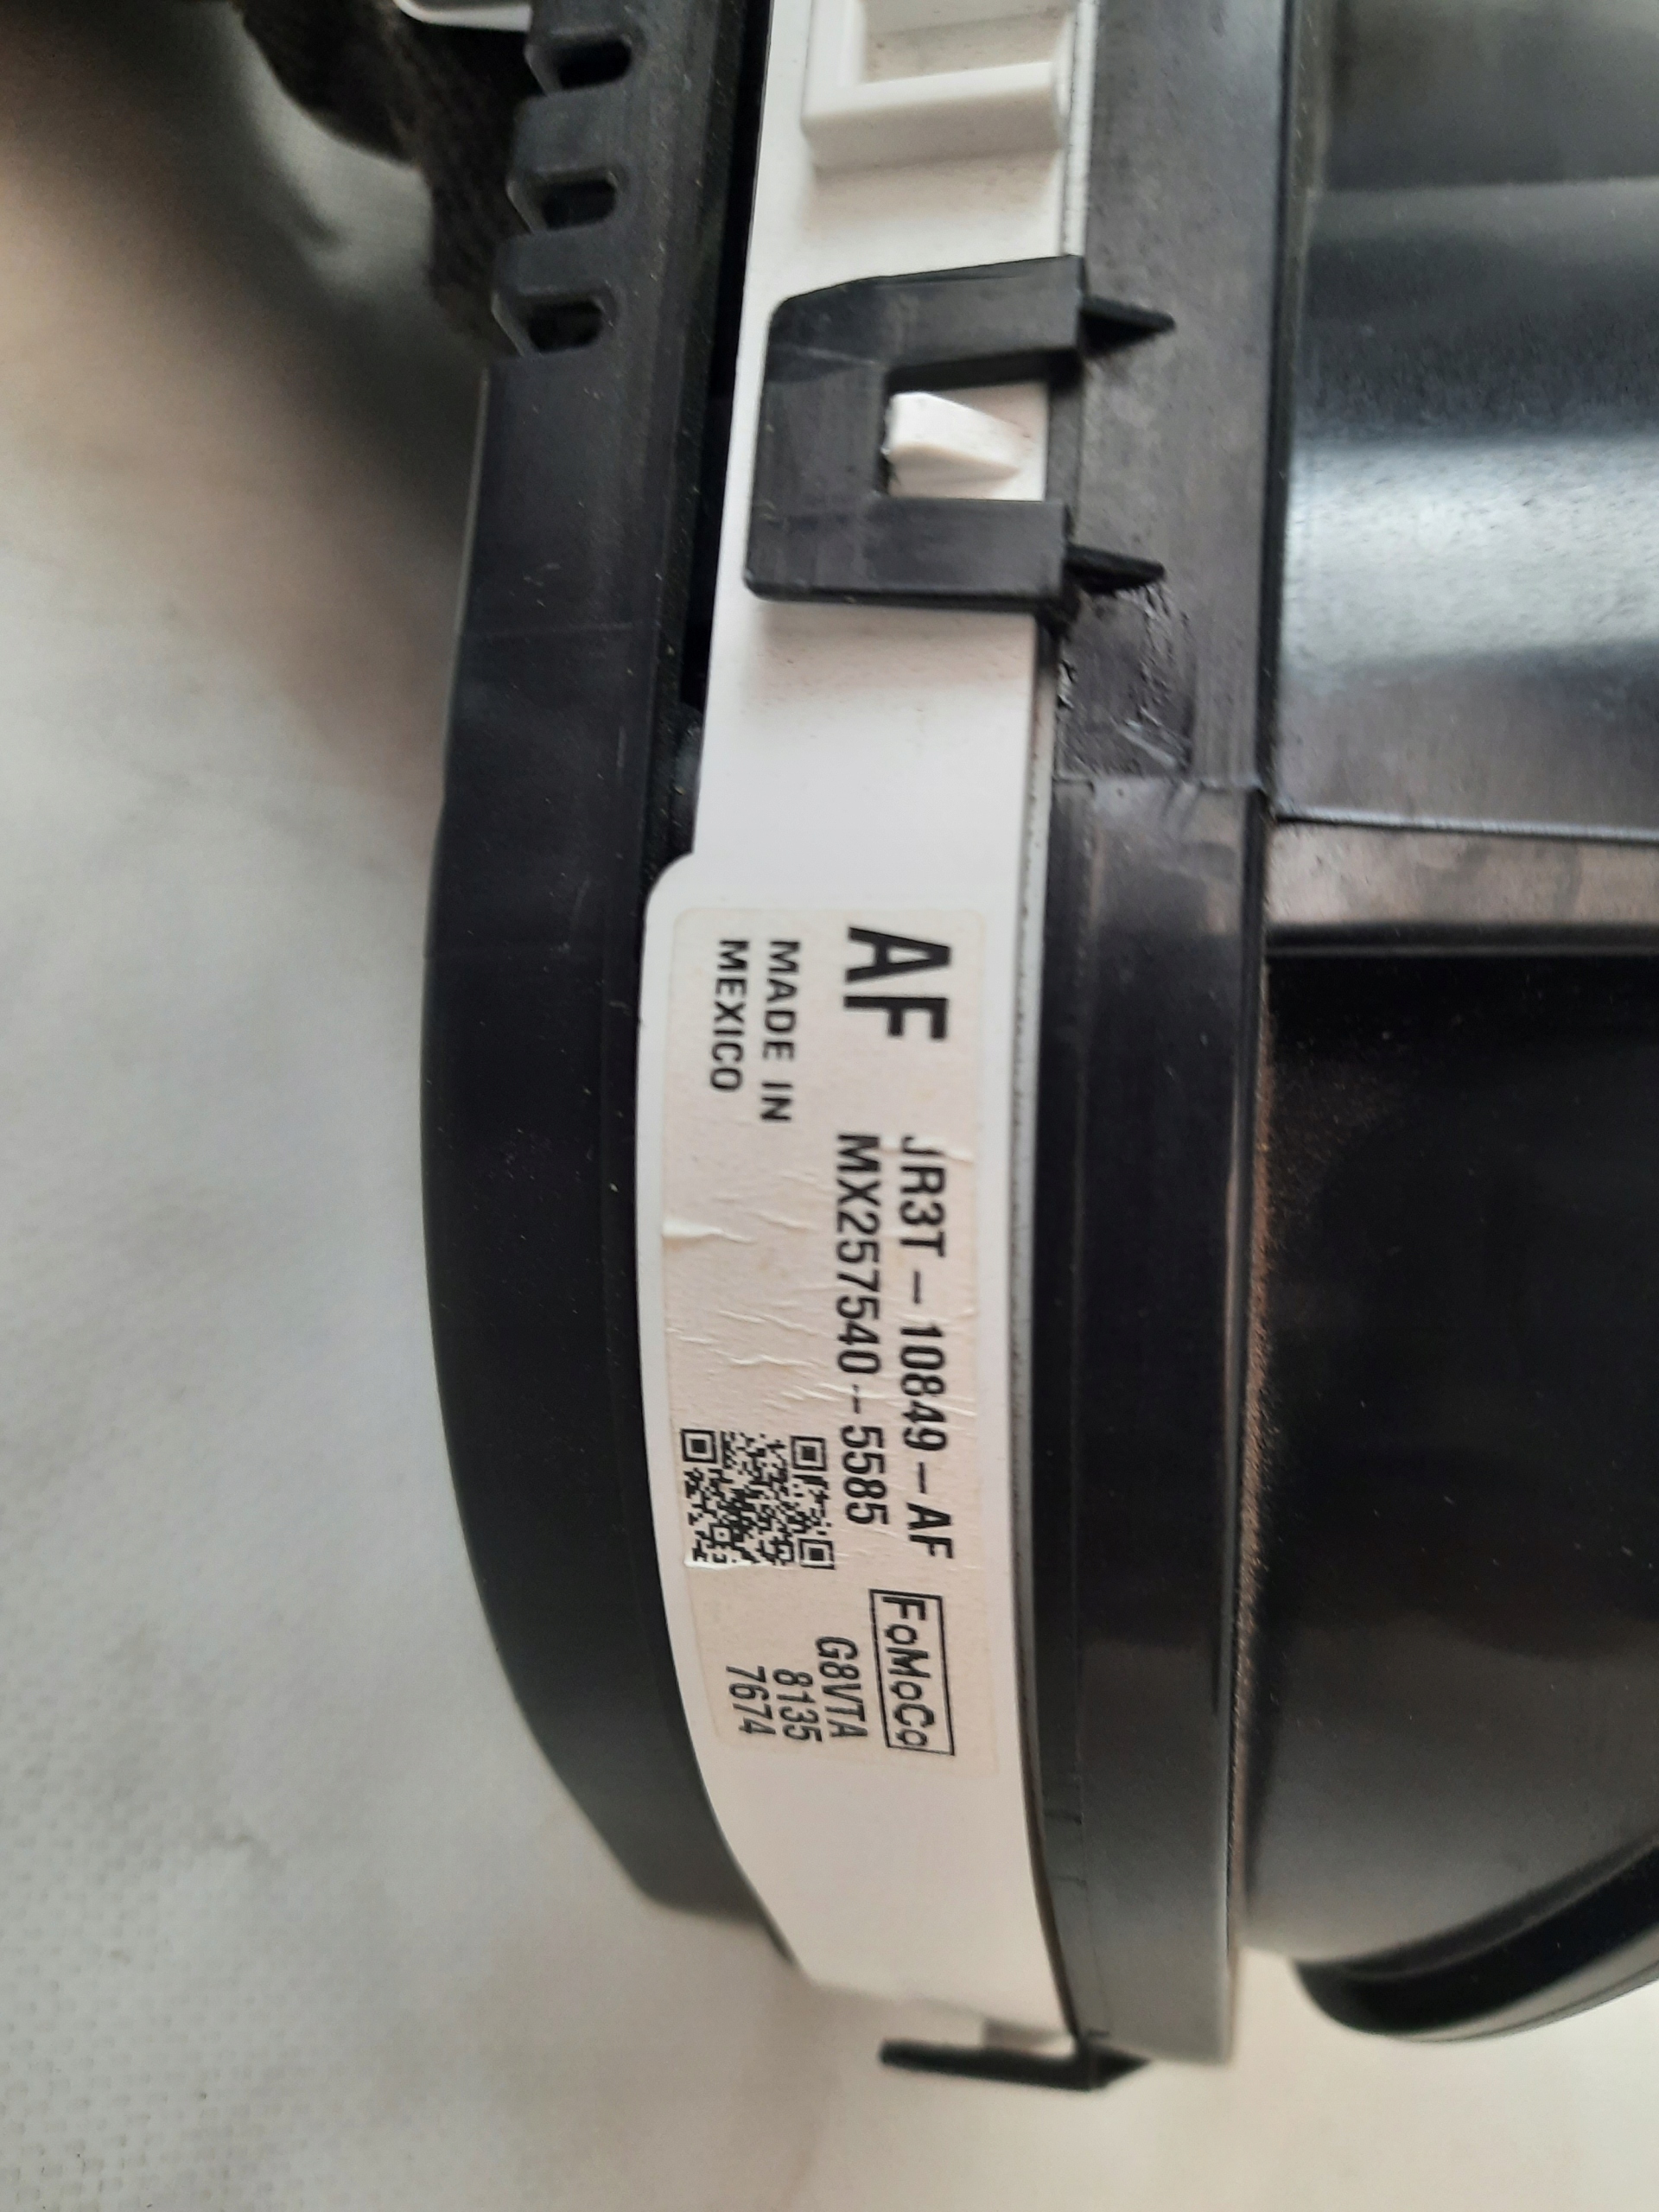 AF
JR3T-10849-AF
MX257540-5585
MADE IN
MEXICO
FoMoCo
G8VTA
8135
7674